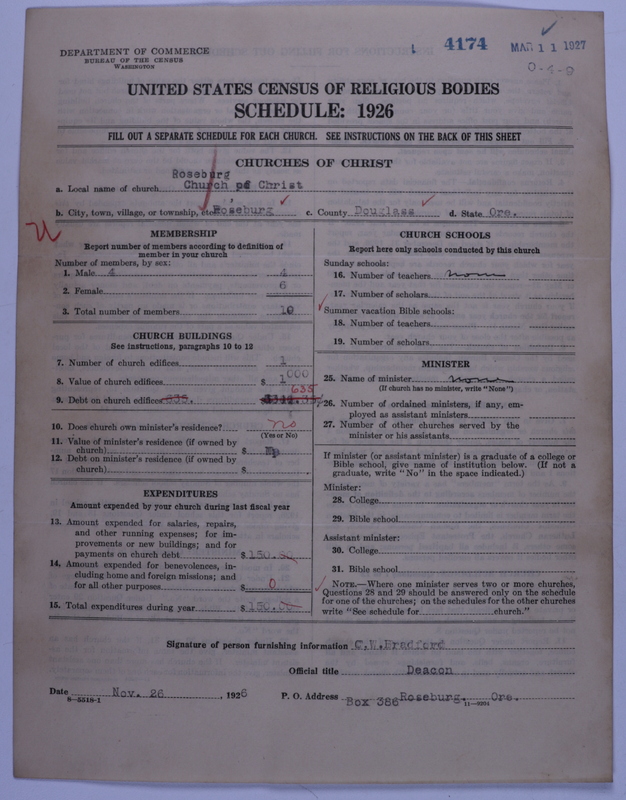 4174 MAR 11 1927
0-4-0
DEPARTMENT OF COMMERCE
BUREAU OF THE CENSUS
WASHINGTON
UNITED STATES CENSUS OF RELIGIOUS BODIES
SCHEDULE: 1926
FILL OUT A SEPARATE SCHEDULE FOR EACH CHURCH. SEE INSTRUCTIONS ON THE BACK OF THIS SHEET
CHURCHES OF CHRIST
Roseburg
a. Local name of church Church of Christ
b. City, town, village, or township, etc. Roseburg c. County Douglass d. State Ore.
MEMBERSHIP
Report number of members according to definition of
member in your church
Number of members, by sex:
1. Male 4 4
2. Female 6
3. Total number of members 10
CHURCH BUILDINGS
See instructions, paragraphs 10 to 12
7. Number of church edifices 1
8. Value of church edifices $ 1000
635
9. Debt on church edifices 635. $
10. Does church own minister's residence? no
(Yes or No)
11. Value of minister's residence (if owned by
church) $ No
12. Debt on minister's residence (if owned by
church) $
EXPENDITURES
Amount expended by your church during last fiscal year
13. Amount expended for salaries, repairs,
and other running expenses; for im-
provements or new buildings; and for
payments on church debt $ 150.00
14. Amount expended for benevolences, in-
cluding home and foreign missions; and
for all other purposes $ 0
15. Total expenditures during year $ 150.00
CHURCH SCHOOLS
Report here only schools conducted by this church
Sunday schools:
16. Number of teachers none
17. Number of scholars
Summer vacation Bible schools:
18. Number of teachers
19. Number of scholars
MINISTER
25. Name of minister none
(If church has no minister, write "None")
26. Number of ordained ministers, if any, em-
ployed as assistant ministers
27. Number of other churches served by the
minister or his assistants
If minister (or assistant minister) is a graduate of a college or
Bible school, give name of institution below. (If not a
graduate, write "No" in the space indicated.)
Minister:
28. College
29. Bible school
Assistant minister:
30. College
31. Bible school
NOTE.—Where one minister serves two or more churches,
Questions 28 and 29 should be answered only on the schedule
for one of the churches; on the schedules for the other churches
write "See schedule for church."
Signature of person furnishing information C.W.Bradford
Official title Deacon
Date Nov. 26, 1926 P. O. Address Box 386 Roseburg. Ore.
8-5518-1 11-9204